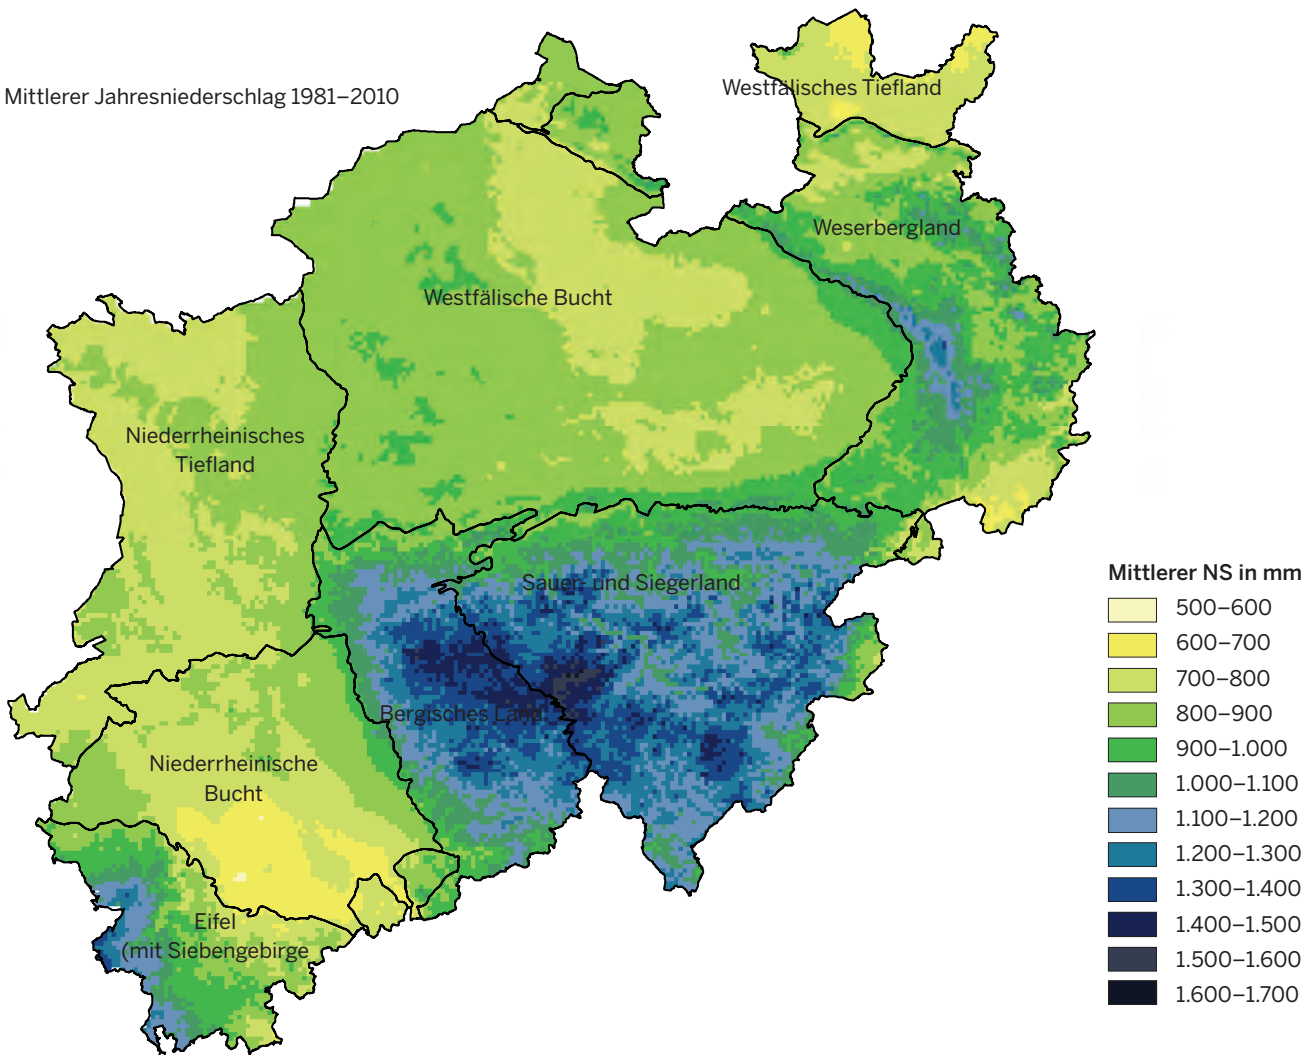 Mittlerer Jahresniederschlag 1981–2010
Westfälisches Tiefland
Weserbergland
Westfälische Bucht
Niederrheinisches
Tiefland
Sauer- und Siegerland
Bergisches Land
Niederrheinische
Bucht
Eifel
(mit Siebengebirge
Mittlerer NS in mm
500–600
600–700
700–800
800–900
900–1.000
1.000–1.100
1.100–1.200
1.200–1.300
1.300–1.400
1.400–1.500
1.500–1.600
1.600–1.700